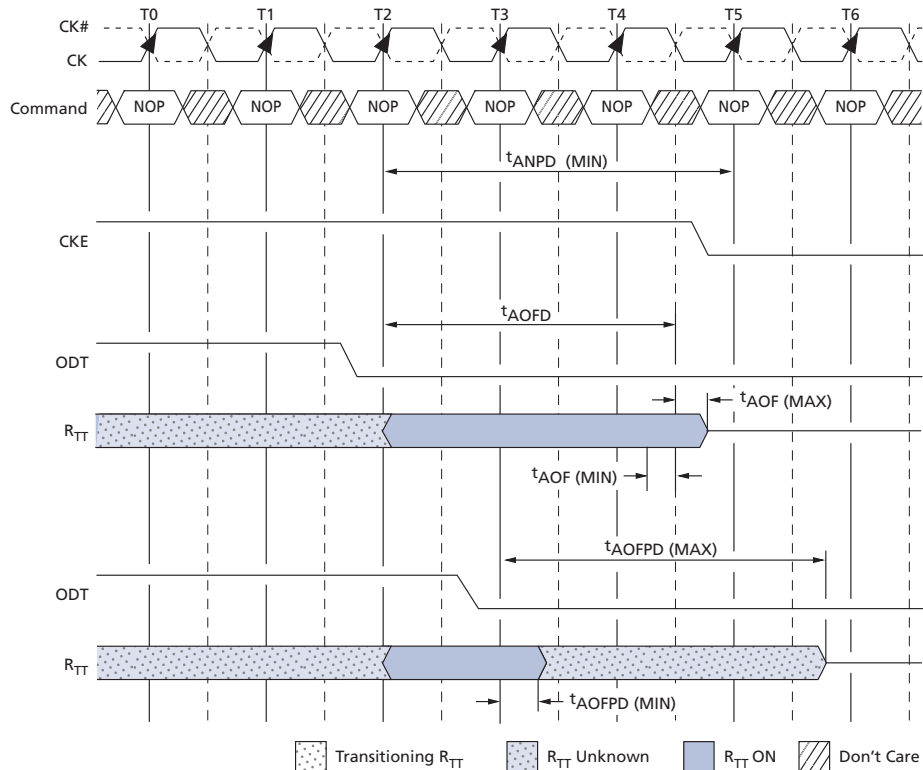 T0 T1 T2 T3 T4 T5 T6
CK#
CK
Command NOP NOP NOP NOP NOP NOP NOP
tANPD (MIN)
CKE
tAOFD
ODT
tAOF (MAX)
RTT
tAOF (MIN)
tAOFPD (MAX)
ODT
RTT
tAOFPD (MIN)
Transitioning RTT RTT Unknown RTT ON Don't Care